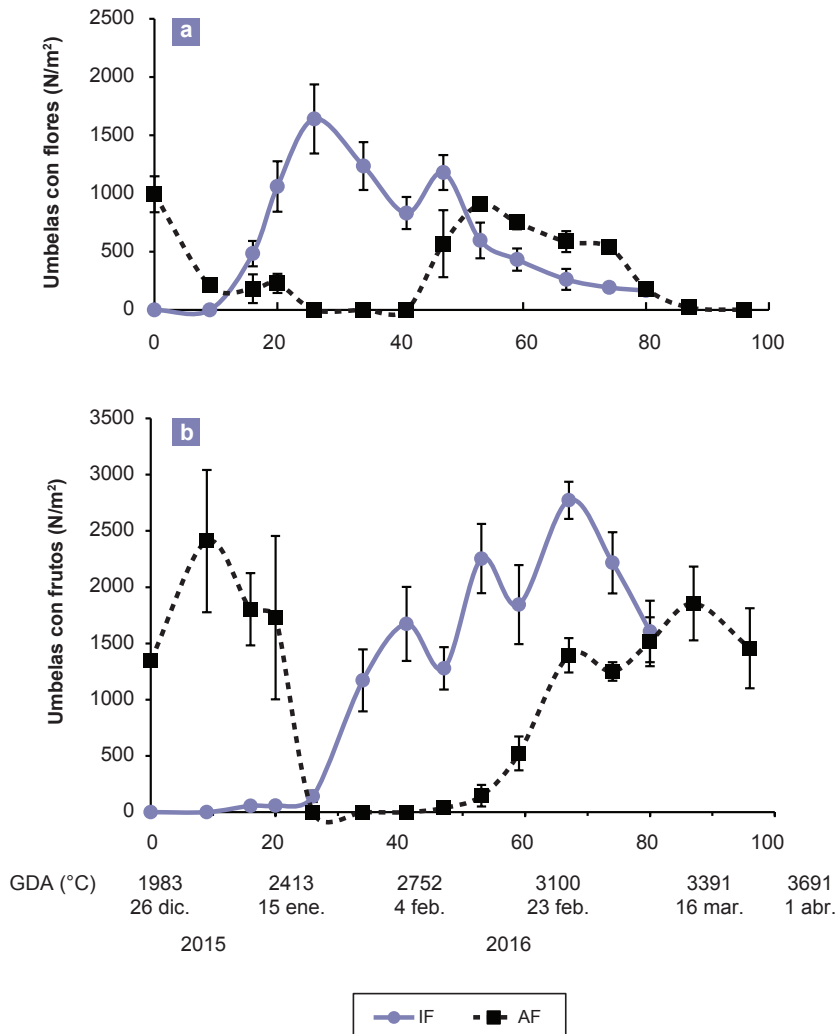 a
Umbelas con flores (N/m²)
2500
2000
1500
1000
500
0
0 20 40 60 80 100
b
Umbelas con frutos (N/m²)
3500
3000
2500
2000
1500
1000
500
0
0 20 40 60 80 100
GDA (°C) 1983 2413 2752 3100 3391 3691
26 dic. 15 ene. 4 feb. 23 feb. 16 mar. 1 abr.
2015 2016
IF AF